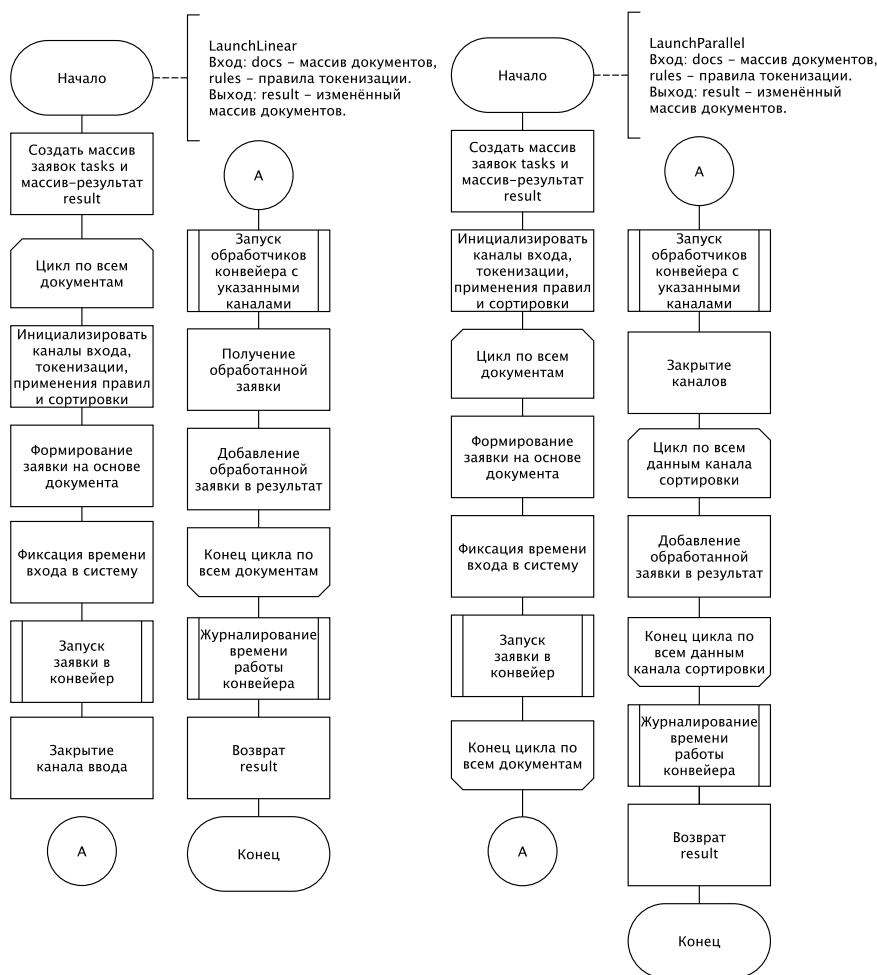 Начало
LaunchLinear
Вход: docs – массив документов,
rules – правила токенизации.
Выход: result – изменённый
массив документов.
Создать массив
заявок tasks и
массив-результат
result
Цикл по всем
документам
Инициализировать
каналы входа,
токенизации,
применения правил
и сортировки
Формирование
заявки на основе
документа
Фиксация времени
входа в систему
Запуск
заявки в
конвейер
Закрытие
канала ввода
А
А
Запуск
обработчиков
конвейера с
указанными
каналами
Получение
обработанной
заявки
Добавление
обработанной
заявки в результат
Конец цикла по
всем документам
Журналирование
времени
работы
конвейера
Возврат
result
Конец
Начало
LaunchParallel
Вход: docs – массив документов,
rules – правила токенизации.
Выход: result – изменённый
массив документов.
Создать массив
заявок tasks и
массив-результат
result
Инициализировать
каналы входа,
токенизации,
применения правил
и сортировки
Цикл по всем
документам
Формирование
заявки на основе
документа
Фиксация времени
входа в систему
Запуск
заявки в
конвейер
Конец цикла по
всем документам
А
А
Запуск
обработчиков
конвейера с
указанными
каналами
Закрытие
каналов
Цикл по всем
данным канала
сортировки
Добавление
обработанной
заявки в результат
Конец цикла по
всем данным
канала сортировки
Журналирование
времени
работы
конвейера
Возврат
result
Конец